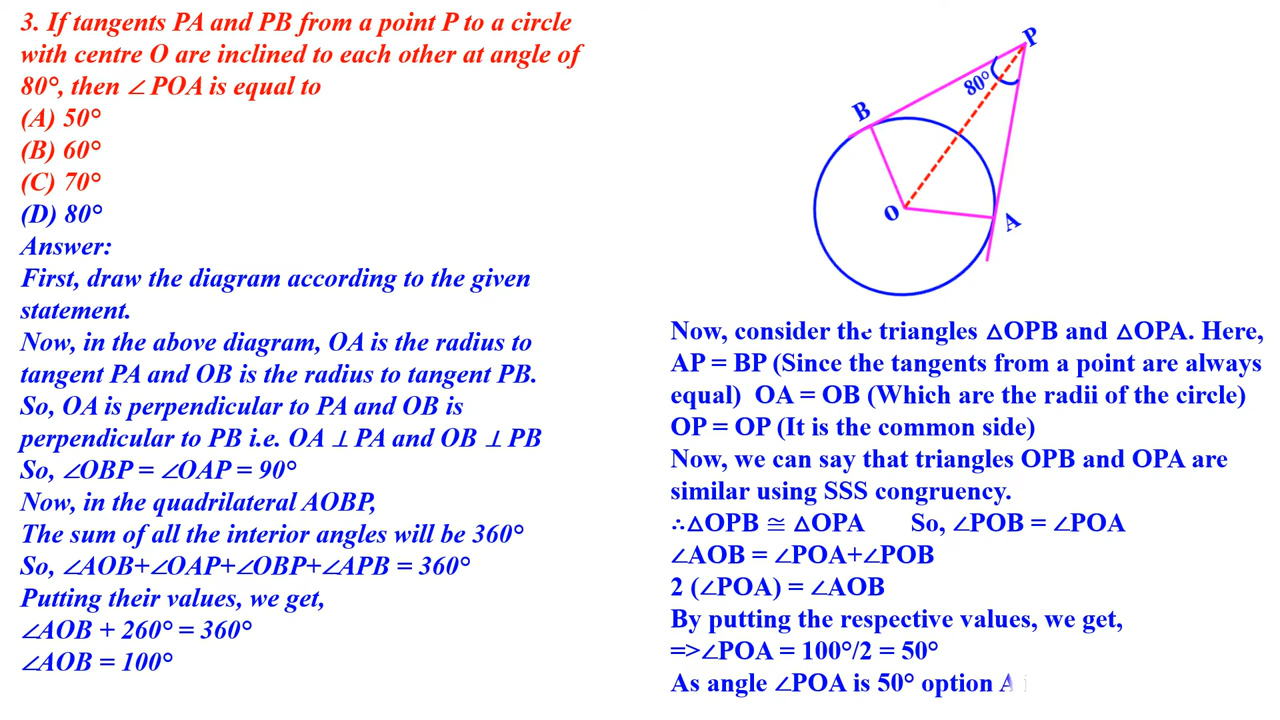 3. If tangents PA and PB from a point P to a circle
with centre O are inclined to each other at angle of
80°, then ∠ POA is equal to
(A) 50°
(B) 60°
(C) 70°
(D) 80°
Answer:
First, draw the diagram according to the given
statement.
Now, in the above diagram, OA is the radius to
tangent PA and OB is the radius to tangent PB.
So, OA is perpendicular to PA and OB is
perpendicular to PB i.e. OA ⊥ PA and OB ⊥ PB
So, ∠OBP = ∠OAP = 90°
Now, in the quadrilateral AOBP,
The sum of all the interior angles will be 360°
So, ∠AOB+∠OAP+∠OBP+∠APB = 360°
Putting their values, we get,
∠AOB + 260° = 360°
∠AOB = 100°
P
80°
B
O
A
Now, consider the triangles △OPB and △OPA. Here,
AP = BP (Since the tangents from a point are always
equal) OA = OB (Which are the radii of the circle)
OP = OP (It is the common side)
Now, we can say that triangles OPB and OPA are
similar using SSS congruency.
∴△OPB ≅ △OPA So, ∠POB = ∠POA
∠AOB = ∠POA+∠POB
2 (∠POA) = ∠AOB
By putting the respective values, we get,
=>∠POA = 100°/2 = 50°
As angle ∠POA is 50° option A